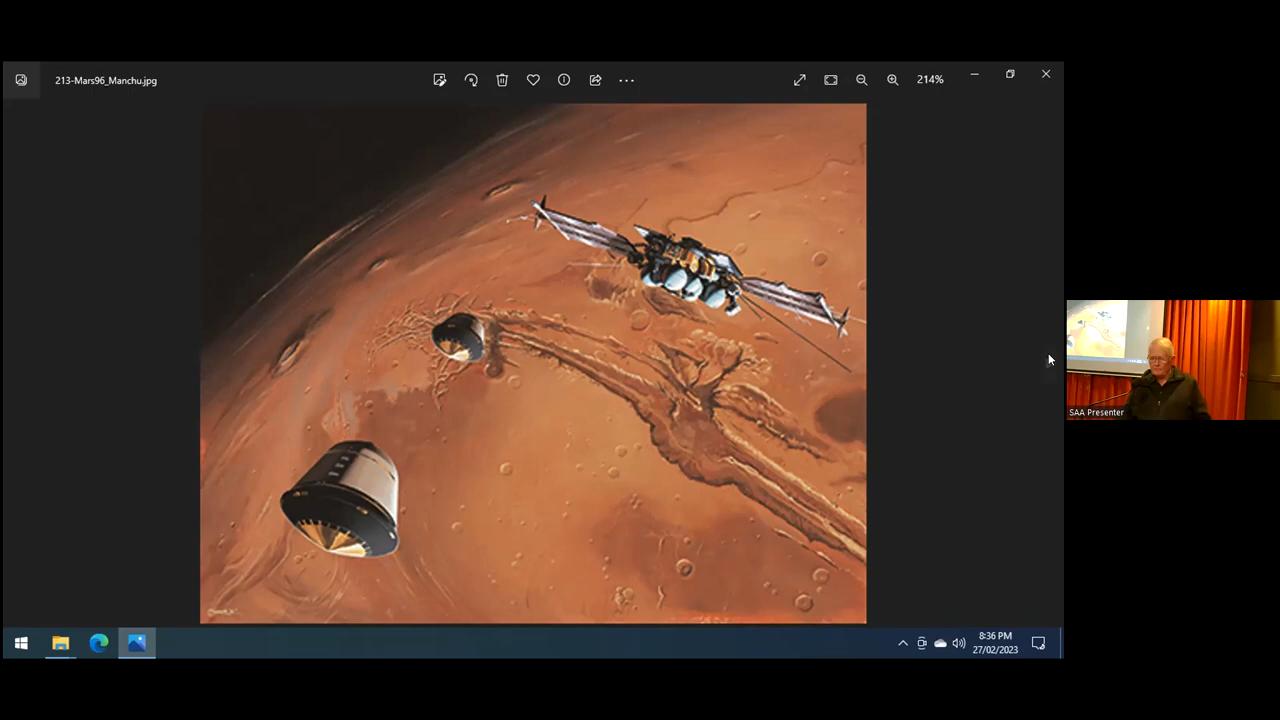 213-Mars96_Manchu.jpg
214%
SAA Presenter
8:36 PM
27/02/2023